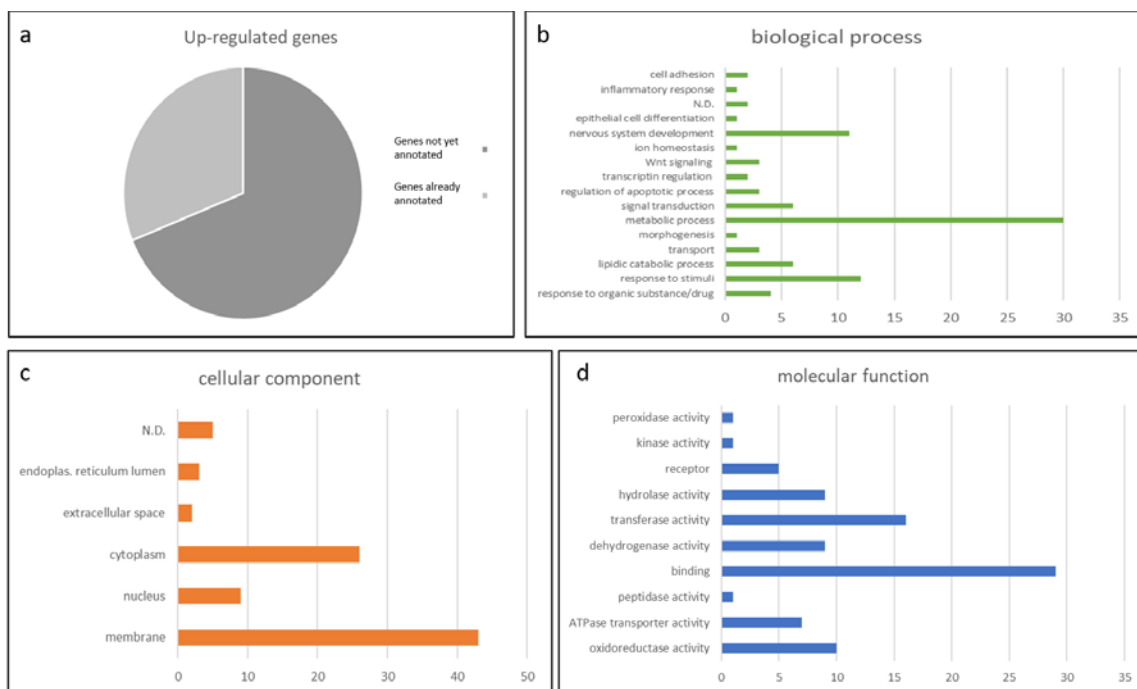 a
Up-regulated genes
Genes not yet
annotated
Genes already
annotated
b
biological process
cell adhesion
inflammatory response
N.D.
epithelial cell differentiation
nervous system development
ion homeostasis
Wnt signaling
transcriptin regulation
regulation of apoptotic process
signal transduction
metabolic process
morphogenesis
transport
lipidic catabolic process
response to stimuli
response to organic substance/drug
0 5 10 15 20 25 30 35
c
cellular component
N.D.
endoplas. reticulum lumen
extracellular space
cytoplasm
nucleus
membrane
0 10 20 30 40 50
d
molecular function
peroxidase activity
kinase activity
receptor
hydrolase activity
transferase activity
dehydrogenase activity
binding
peptidase activity
ATPase transporter activity
oxidoreductase activity
0 5 10 15 20 25 30 35